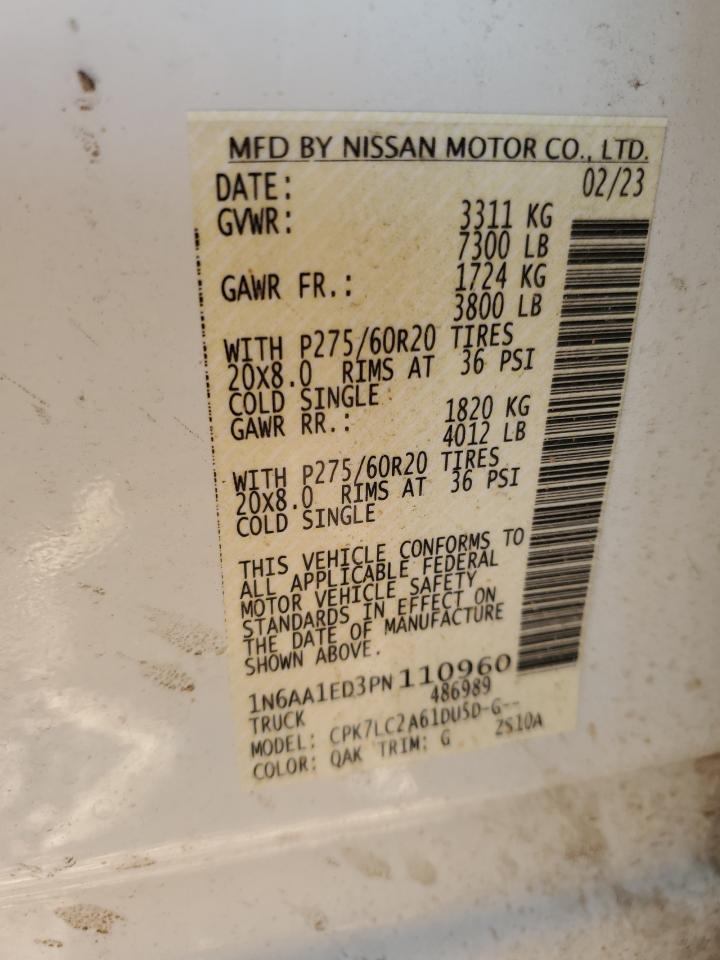 MFD BY NISSAN MOTOR CO., LTD.
DATE: 02/23
GVWR: 3311 KG
7300 LB
GAWR FR.: 1724 KG
3800 LB
WITH P275/60R20 TIRES
20X8.0 RIMS AT 36 PSI
COLD SINGLE
GAWR RR.: 1820 KG
4012 LB
WITH P275/60R20 TIRES
20X8.0 RIMS AT 36 PSI
COLD SINGLE
THIS VEHICLE CONFORMS TO
ALL APPLICABLE FEDERAL
MOTOR VEHICLE SAFETY
STANDARDS IN EFFECT ON
THE DATE OF MANUFACTURE
SHOWN ABOVE.
1N6AA1ED3PN110960
TRUCK 486989
MODEL: CPK7LC2A61DU5D-G--
COLOR: QAK TRIM: G 2S10A